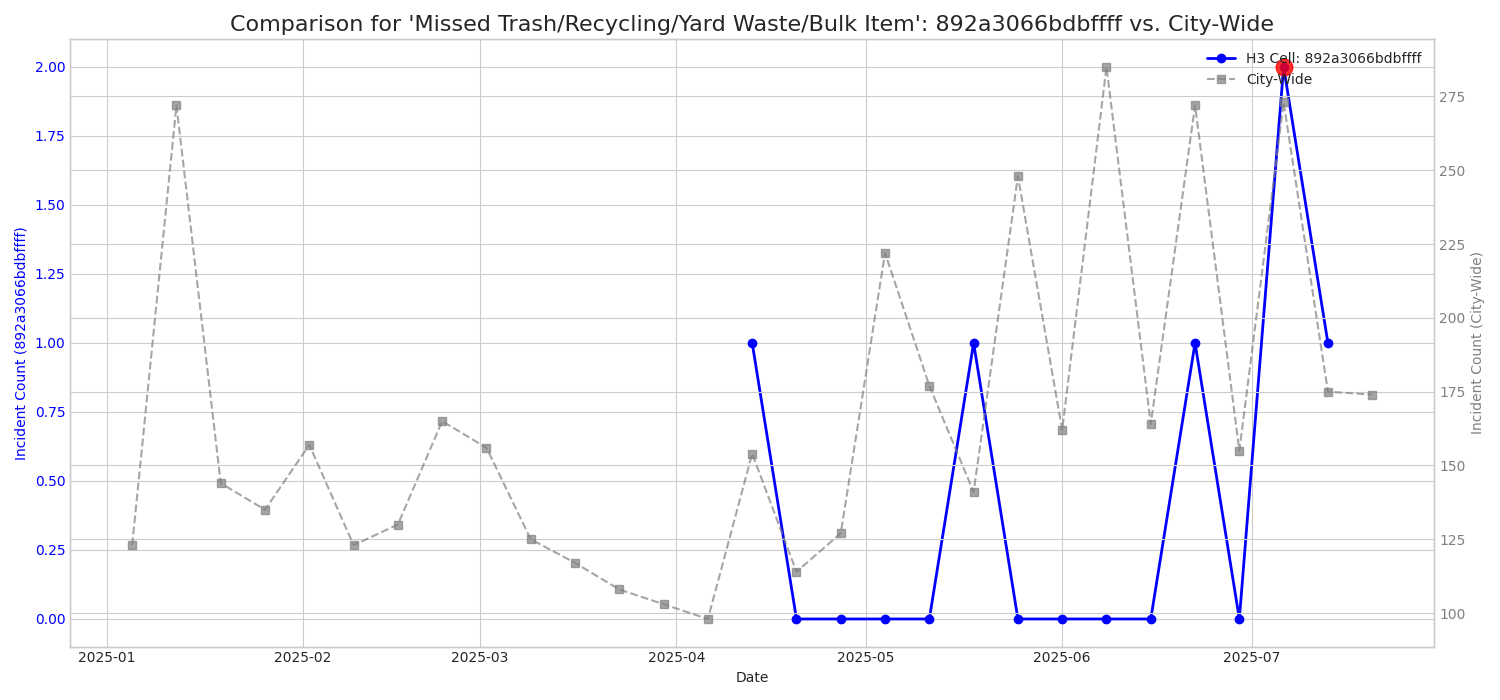 Comparison for 'Missed Trash/Recycling/Yard Waste/Bulk Item': 892a3066bdbffff vs. City-Wide
H3 Cell: 892a3066bdbffff
City-Wide
Incident Count (892a3066bdbffff)
2.00
1.75
1.50
1.25
1.00
0.75
0.50
0.25
0.00
275
250
225
200
175
150
125
100
Incident Count (City-Wide)
2025-01 2025-02 2025-03 2025-04 2025-05 2025-06 2025-07
Date